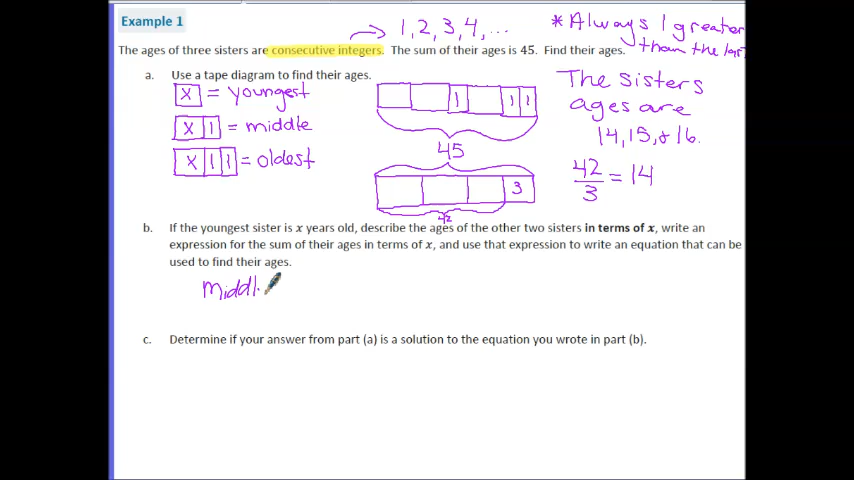 Example 1
→ 1, 2, 3, 4, ...
*Always 1 greater
than the last
The ages of three sisters are consecutive integers. The sum of their ages is 45. Find their ages.
a. Use a tape diagram to find their ages.
x = youngest
x 1 = middle
x 1 1 = oldest
1 1 1
45
3
42
The sisters
ages are
14, 15, & 16.
42/3 = 14
b. If the youngest sister is x years old, describe the ages of the other two sisters in terms of x, write an
expression for the sum of their ages in terms of x, and use that expression to write an equation that can be
used to find their ages.
middl
c. Determine if your answer from part (a) is a solution to the equation you wrote in part (b).